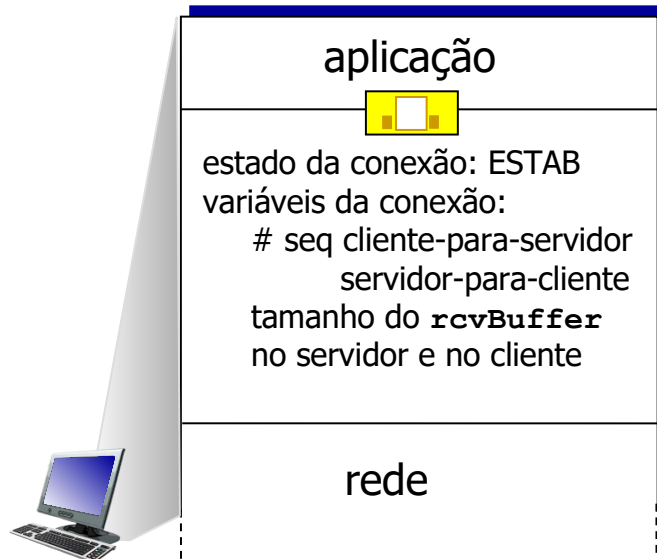 aplicação
estado da conexão: ESTAB
variáveis da conexão:
# seq cliente-para-servidor
servidor-para-cliente
tamanho do rcvBuffer
no servidor e no cliente
rede